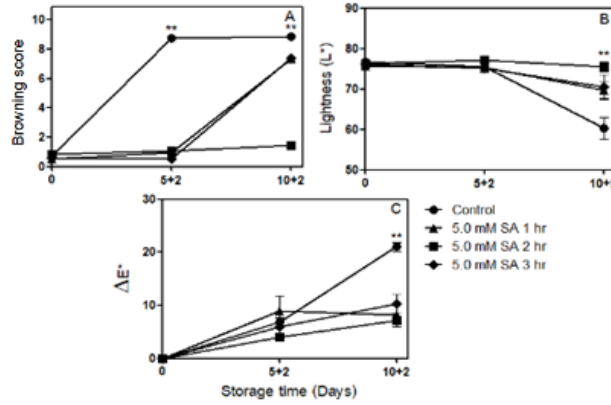 A
**
**
Browning score
10
8
6
4
2
0
0
5+2
10+2
B
**
Lightness (L*)
90
80
70
60
50
0
5+2
10+2
C
**
ΔE*
30
20
10
0
0
5+2
10+2
Storage time (Days)
Control
5.0 mM SA 1 hr
5.0 mM SA 2 hr
5.0 mM SA 3 hr